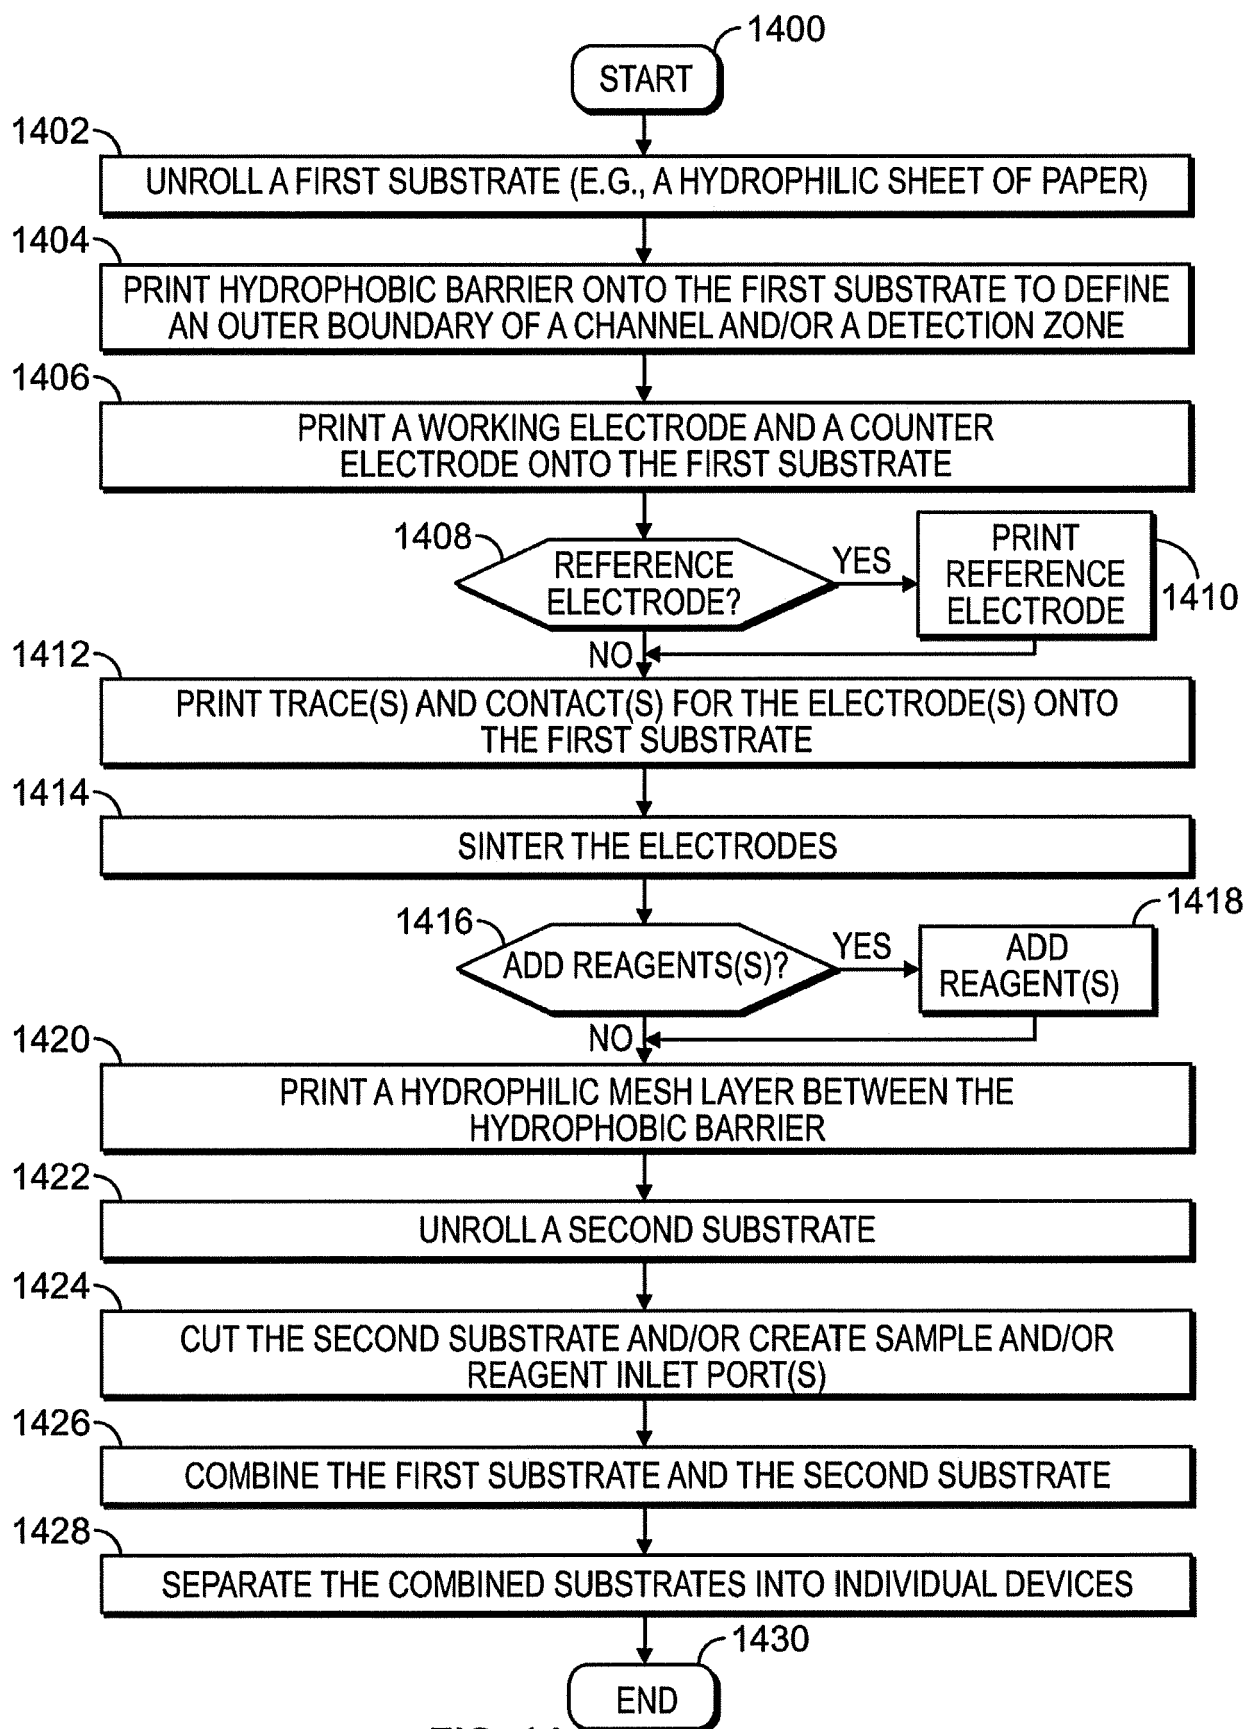 1400
START
1402
UNROLL A FIRST SUBSTRATE (E.G., A HYDROPHILIC SHEET OF PAPER)
1404
PRINT HYDROPHOBIC BARRIER ONTO THE FIRST SUBSTRATE TO DEFINE
AN OUTER BOUNDARY OF A CHANNEL AND/OR A DETECTION ZONE
1406
PRINT A WORKING ELECTRODE AND A COUNTER
ELECTRODE ONTO THE FIRST SUBSTRATE
1408
REFERENCE
ELECTRODE?
YES
PRINT
REFERENCE
ELECTRODE
1410
NO
1412
PRINT TRACE(S) AND CONTACT(S) FOR THE ELECTRODE(S) ONTO
THE FIRST SUBSTRATE
1414
SINTER THE ELECTRODES
1416
ADD REAGENTS(S)?
YES
1418
ADD
REAGENT(S)
NO
1420
PRINT A HYDROPHILIC MESH LAYER BETWEEN THE
HYDROPHOBIC BARRIER
1422
UNROLL A SECOND SUBSTRATE
1424
CUT THE SECOND SUBSTRATE AND/OR CREATE SAMPLE AND/OR
REAGENT INLET PORT(S)
1426
COMBINE THE FIRST SUBSTRATE AND THE SECOND SUBSTRATE
1428
SEPARATE THE COMBINED SUBSTRATES INTO INDIVIDUAL DEVICES
1430
END